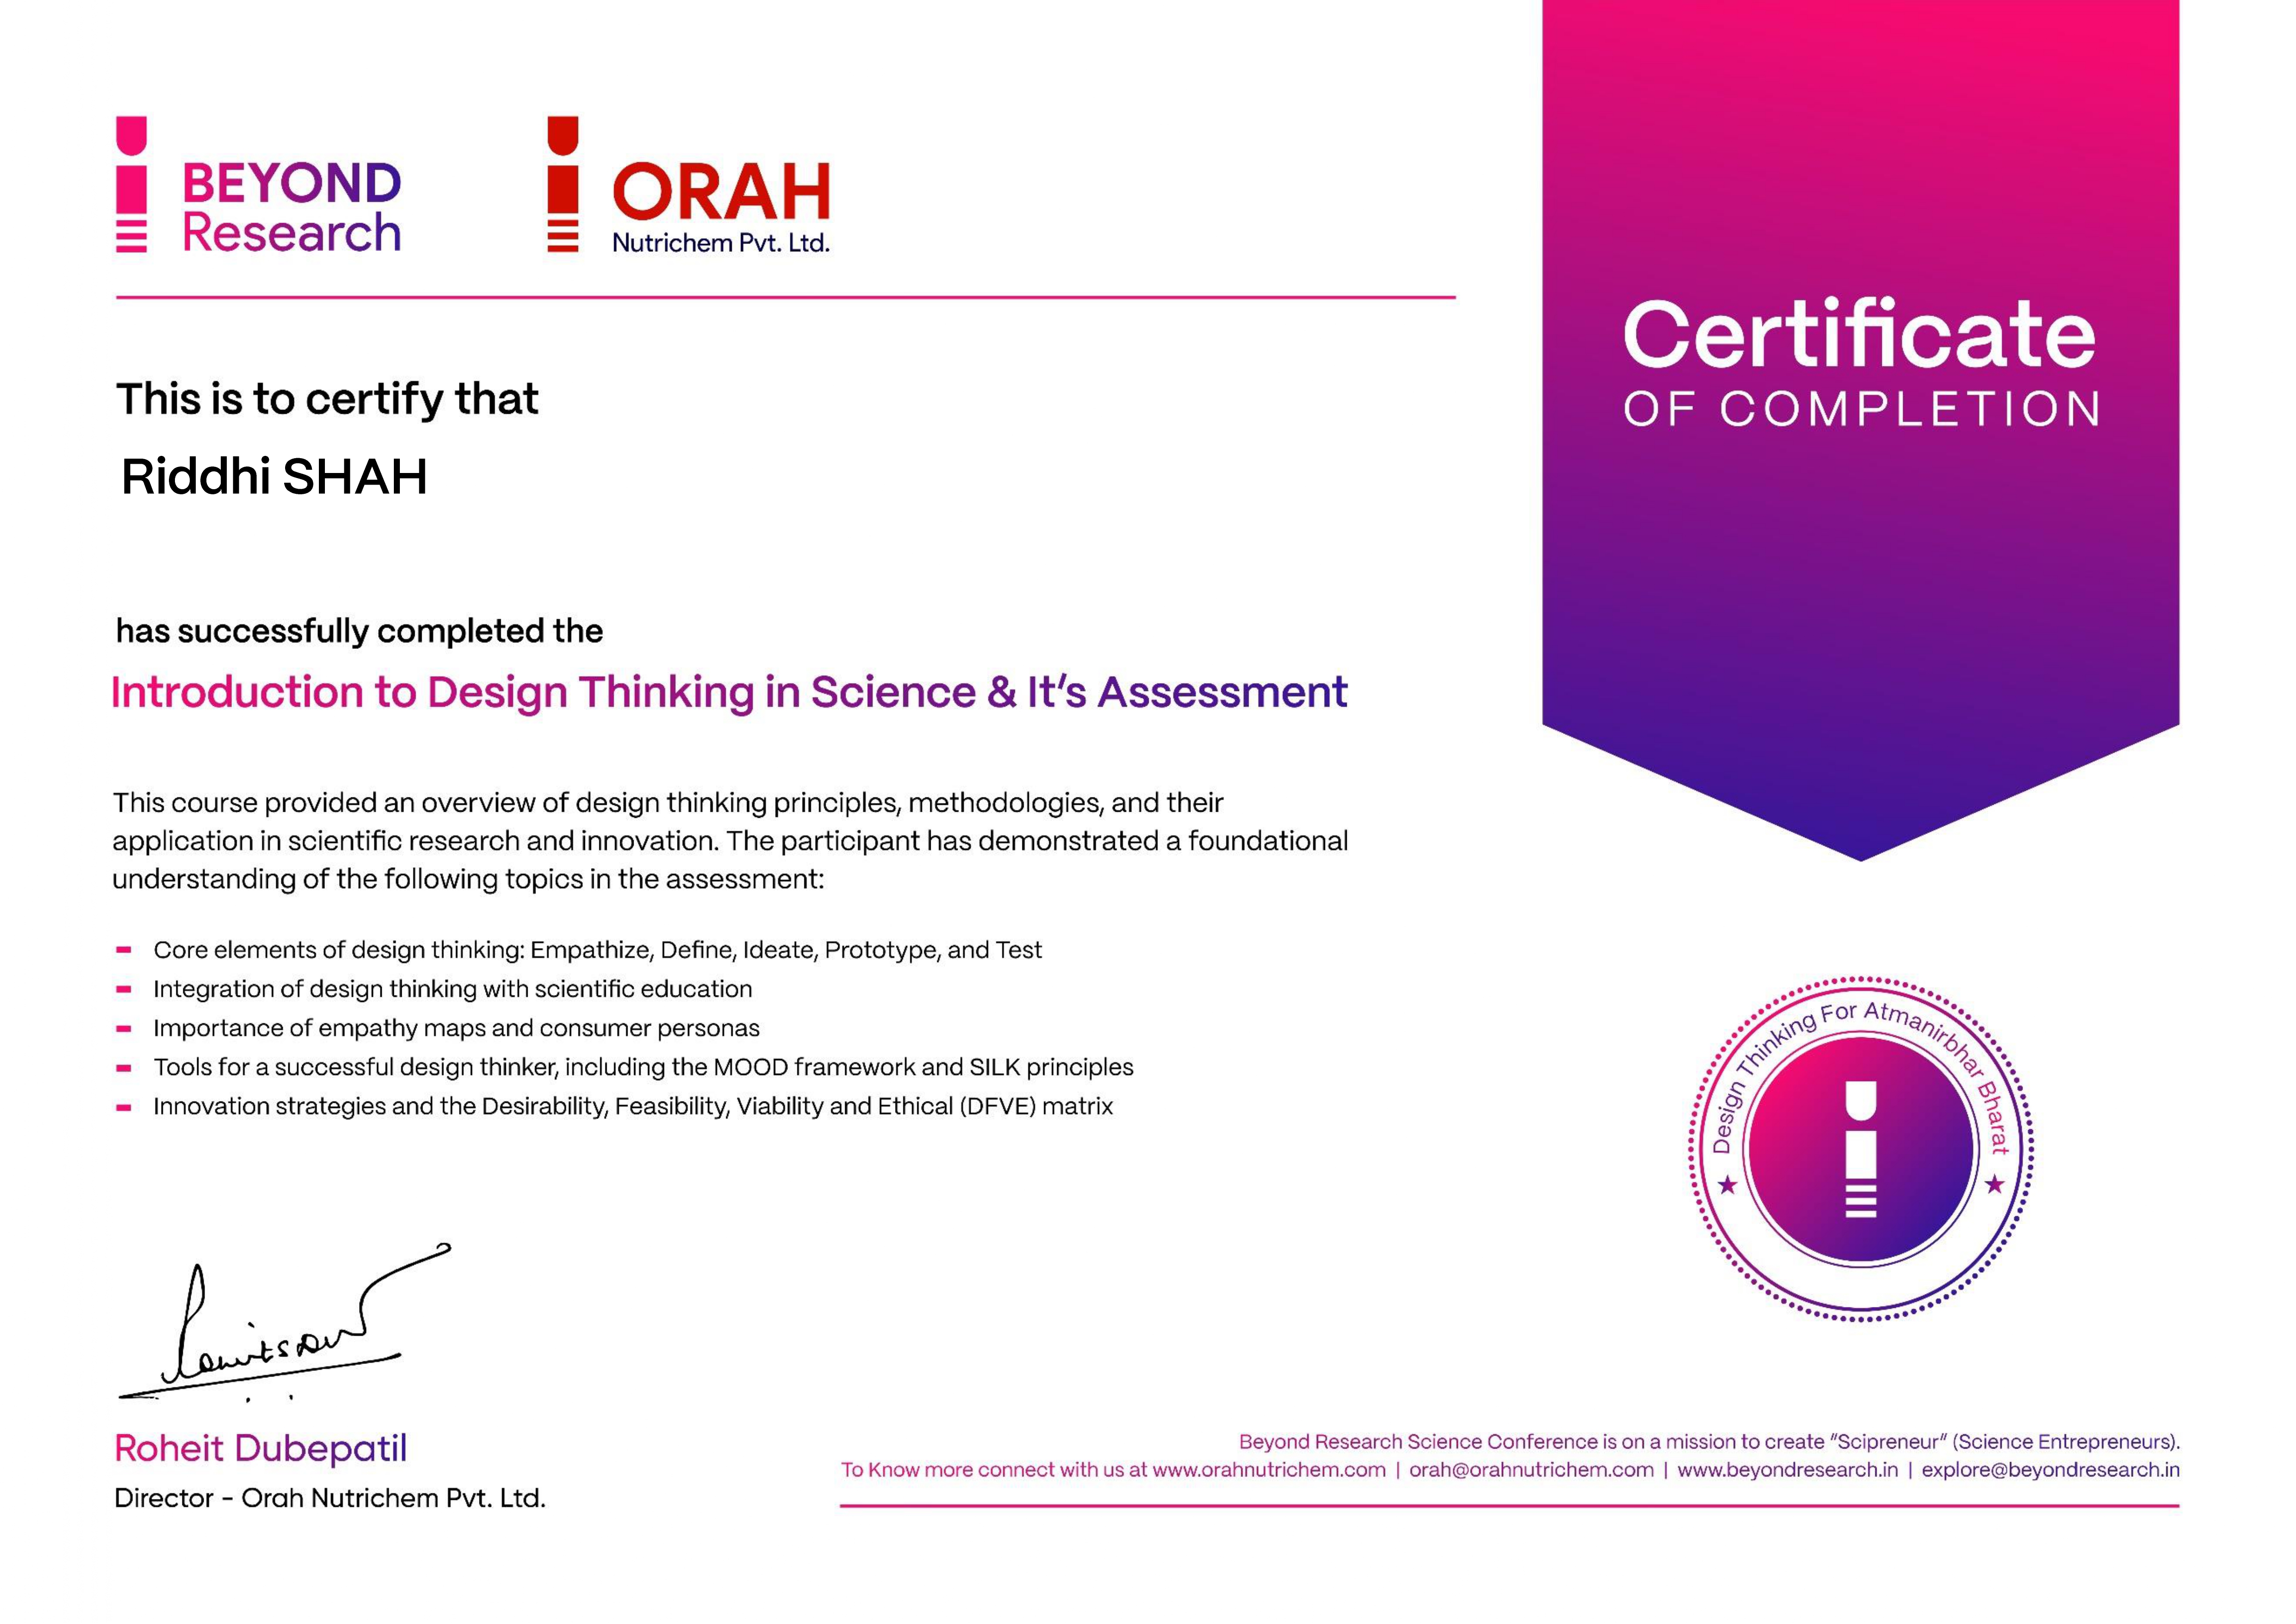 BEYOND
Research
ORAH
Nutrichem Pvt. Ltd.
Certificate
OF COMPLETION
This is to certify that
Riddhi SHAH
has successfully completed the
Introduction to Design Thinking in Science & It’s Assessment
This course provided an overview of design thinking principles, methodologies, and their
application in scientific research and innovation. The participant has demonstrated a foundational
understanding of the following topics in the assessment:
Core elements of design thinking: Empathize, Define, Ideate, Prototype, and Test
Integration of design thinking with scientific education
Importance of empathy maps and consumer personas
Tools for a successful design thinker, including the MOOD framework and SILK principles
Innovation strategies and the Desirability, Feasibility, Viability and Ethical (DFVE) matrix
Design Thinking For Atmanirbhar Bharat
Roheit Dubepatil
Director - Orah Nutrichem Pvt. Ltd.
Beyond Research Science Conference is on a mission to create "Scipreneur" (Science Entrepreneurs).
To Know more connect with us at www.orahnutrichem.com | orah@orahnutrichem.com | www.beyondresearch.in | explore@beyondresearch.in